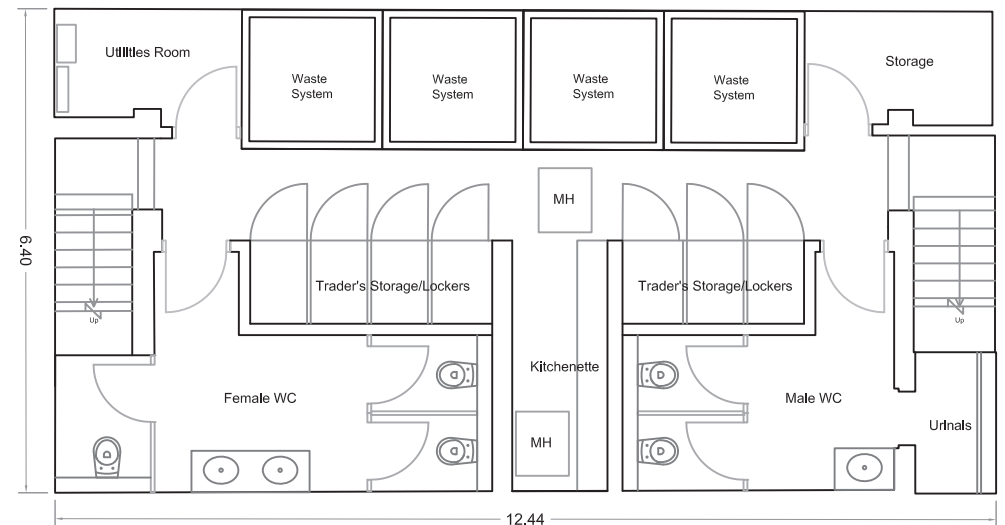 Utilities Room
Waste
System
Waste
System
Waste
System
Waste
System
Storage
MH
6.40
Trader's Storage/Lockers
Trader's Storage/Lockers
Up
Up
Kitchenette
Female WC
Male WC
Urinals
MH
12.44